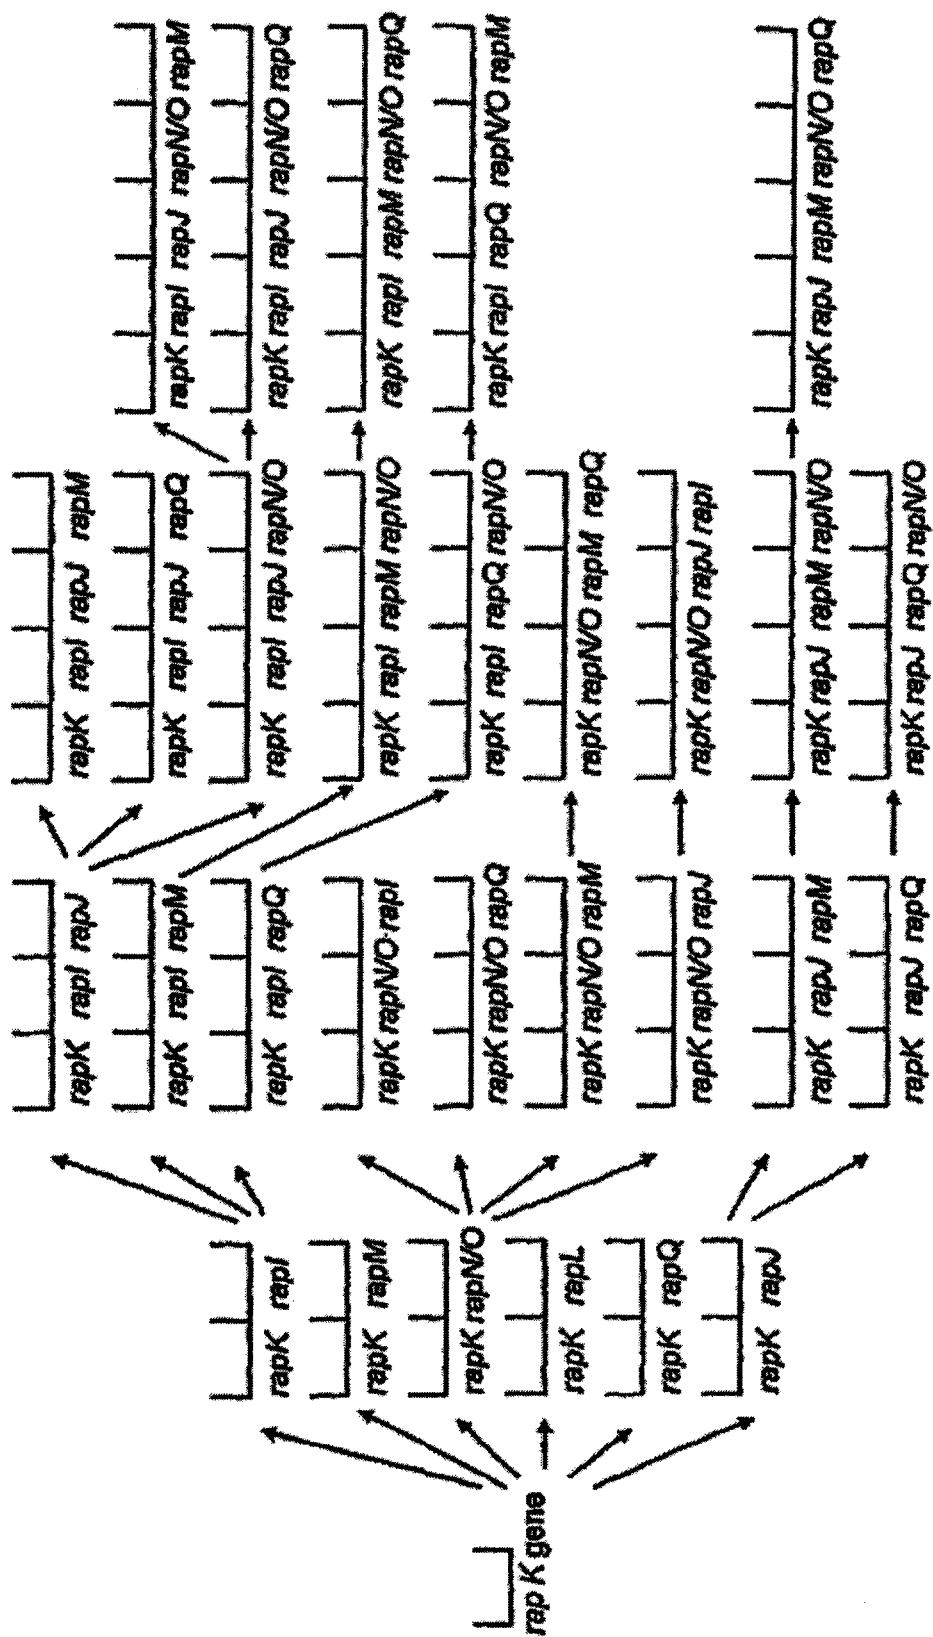 rap K gene
rapK rapI
rapK rapM
rapK rapN/O
rapK rapL
rapK rapQ
rapK rapJ
rapK rapI rapJ
rapK rapI rapM
rapK rapI rapQ
rapK rapN/O rapI
rapK rapN/O rapQ
rapK rapN/O rapM
rapK rapN/O rapJ
rapK rapJ rapM
rapK rapJ rapQ
rapK rapI rapJ rapM
rapK rapI rapJ rapQ
rapK rapI rapJ rapN/O
rapK rapI rapM rapN/O
rapK rapI rapQ rapN/O
rapK rapN/O rapM rapQ
rapK rapN/O rapJ rapI
rapK rapJ rapM rapN/O
rapK rapJ rapQ rapN/O
rapK rapI rapJ rapN/O rapM
rapK rapI rapJ rapN/O rapQ
rapK rapI rapM rapN/O rapQ
rapK rapI rapQ rapN/O rapM
rapK rapJ rapM rapN/O rapQ